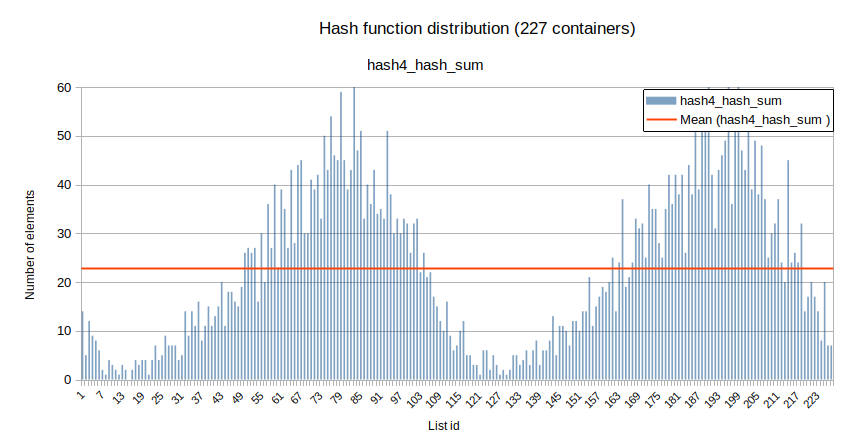 Hash function distribution (227 containers)
hash4_hash_sum
60
50
40
30
20
10
0
Number of elements
hash4_hash_sum
Mean (hash4_hash_sum )
1 7 13 19 25 31 37 43 49 55 61 67 73 79 85 91 97 103 109 115 121 127 133 139 145 151 157 163 169 175 181 187 193 199 205 211 217 223
List id